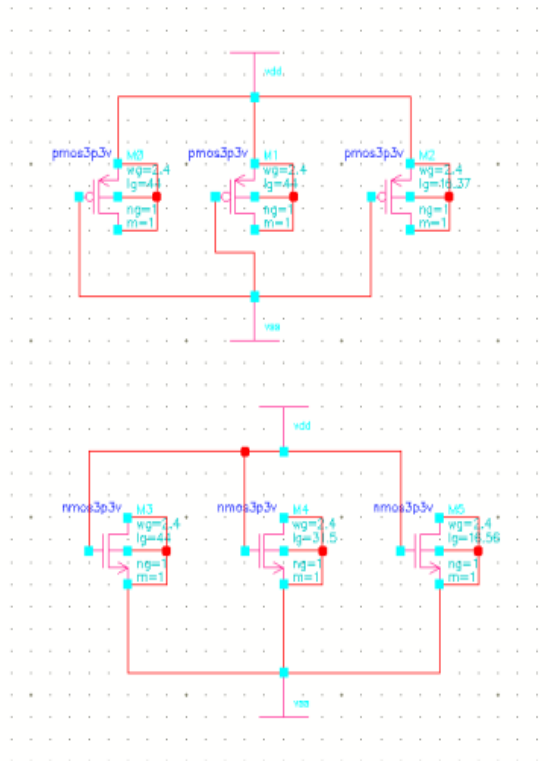 vdd
pmos3p3v M0
wg=2.4
lg=44
ng=1
m=1
pmos3p3v M1
wg=2.4
lg=44
ng=1
m=1
pmos3p3v M2
wg=2.4
lg=16.37
ng=1
m=1
vss
vdd
nmos3p3v M3
wg=2.4
lg=44
ng=1
m=1
nmos3p3v M4
wg=2.4
lg=31.5
ng=1
m=1
nmos3p3v M5
wg=2.4
lg=16.56
ng=1
m=1
vss